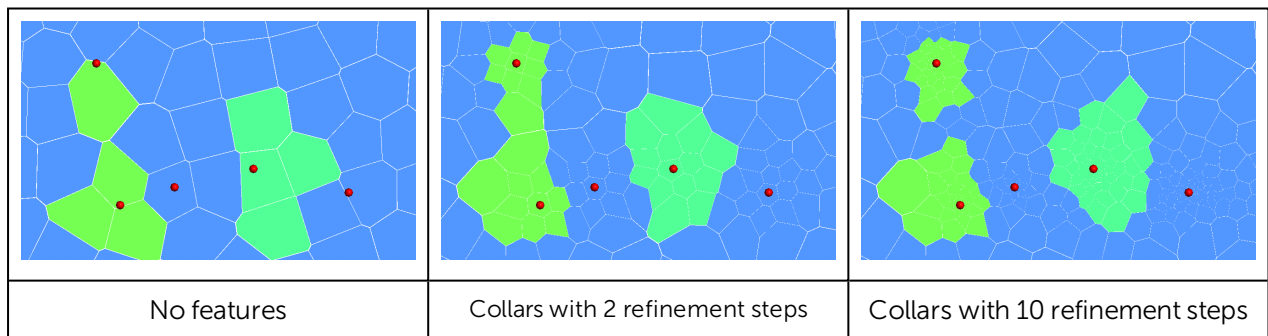 No features
Collars with 2 refinement steps
Collars with 10 refinement steps